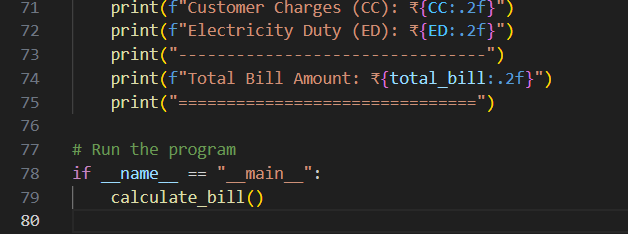 71 print(f"Customer Charges (CC): ₹{CC:.2f}")
72 print(f"Electricity Duty (ED): ₹{ED:.2f}")
73 print("--------------------------------")
74 print(f"Total Bill Amount: ₹{total_bill:.2f}")
75 print("===============================")
76
77 # Run the program
78 if __name__ == "__main__":
79 calculate_bill()
80